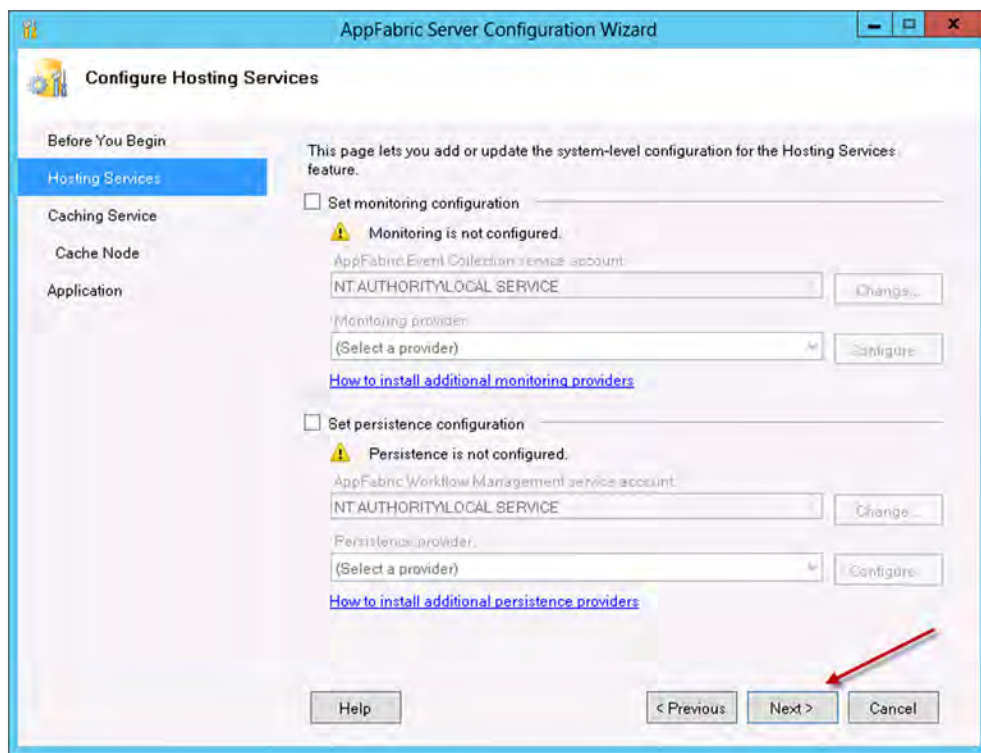 AppFabric Server Configuration Wizard
Configure Hosting Services
Before You Begin
Hosting Services
Caching Service
Cache Node
Application
This page lets you add or update the system-level configuration for the Hosting Services
feature.
Set monitoring configuration
Monitoring is not configured.
AppFabric Event Collection service account:
NT AUTHORITY\LOCAL SERVICE
Change...
Monitoring provider:
(Select a provider)
Configure...
How to install additional monitoring providers
Set persistence configuration
Persistence is not configured.
AppFabric Workflow Management service account:
NT AUTHORITY\LOCAL SERVICE
Change...
Persistence provider:
(Select a provider)
Configure...
How to install additional persistence providers
Help
< Previous
Next >
Cancel